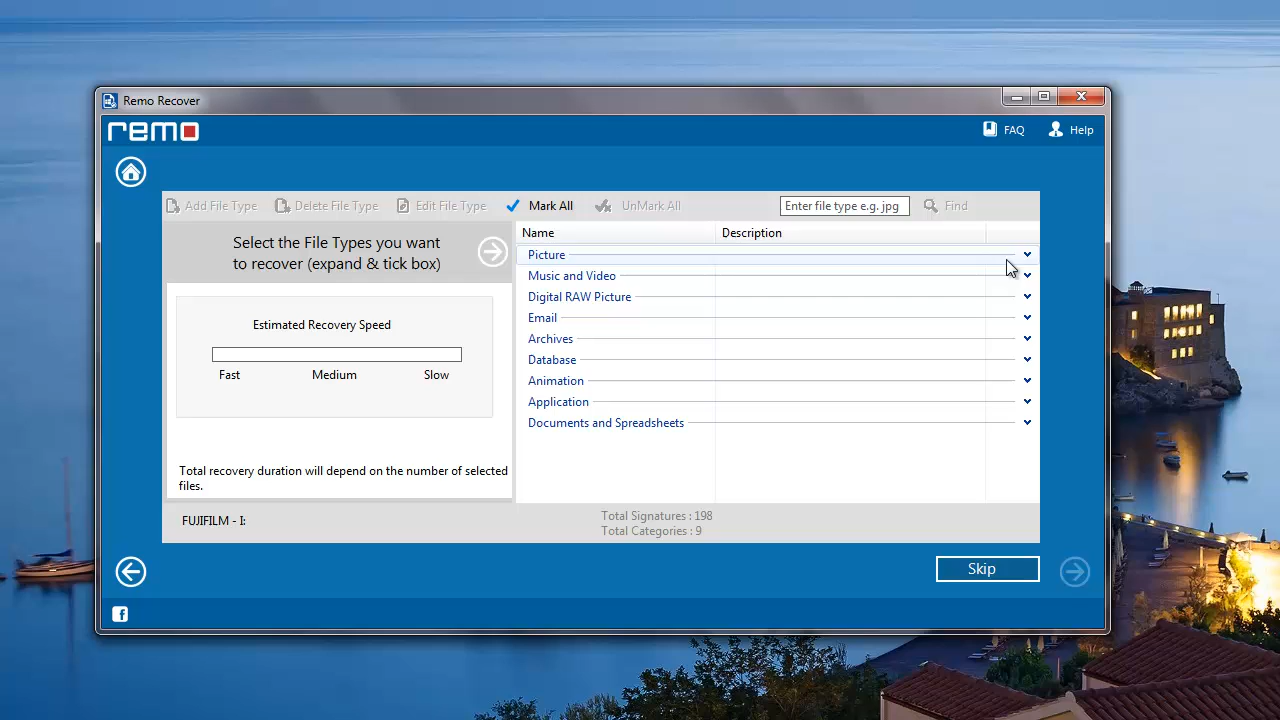 Remo Recover
remo
FAQ Help
Add File Type Delete File Type Edit File Type Mark All UnMark All Enter file type e.g. jpg Find
Select the File Types you want
to recover (expand & tick box)
Estimated Recovery Speed
Fast Medium Slow
Total recovery duration will depend on the number of selected
files.
Name Description
Picture
Music and Video
Digital RAW Picture
Email
Archives
Database
Animation
Application
Documents and Spreadsheets
FUJIFILM - I:
Total Signatures : 198
Total Categories : 9
Skip
f